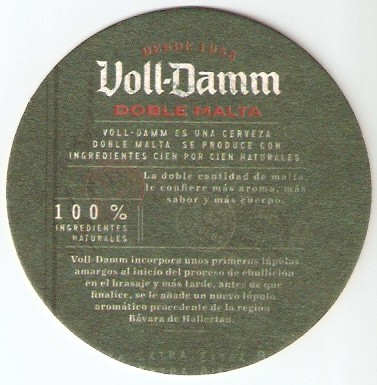 DESDE 1953
Voll-Damm
DOBLE MALTA
VOLL-DAMM ES UNA CERVEZA
DOBLE MALTA. SE PRODUCE CON
INGREDIENTES CIEN POR CIEN NATURALES
La doble cantidad de malta,
le confiere más aroma, más
sabor y más cuerpo.
100%
INGREDIENTES
NATURALES
Voll-Damm incorpora unos primeros lúpulos
amargos al inicio del proceso de ebullición
en el brasaje y más tarde, antes de que
finalice, se le añade un nuevo lúpulo
aromático procedente de la región
Bávara de Hallertau.
EXTRA EXTRA